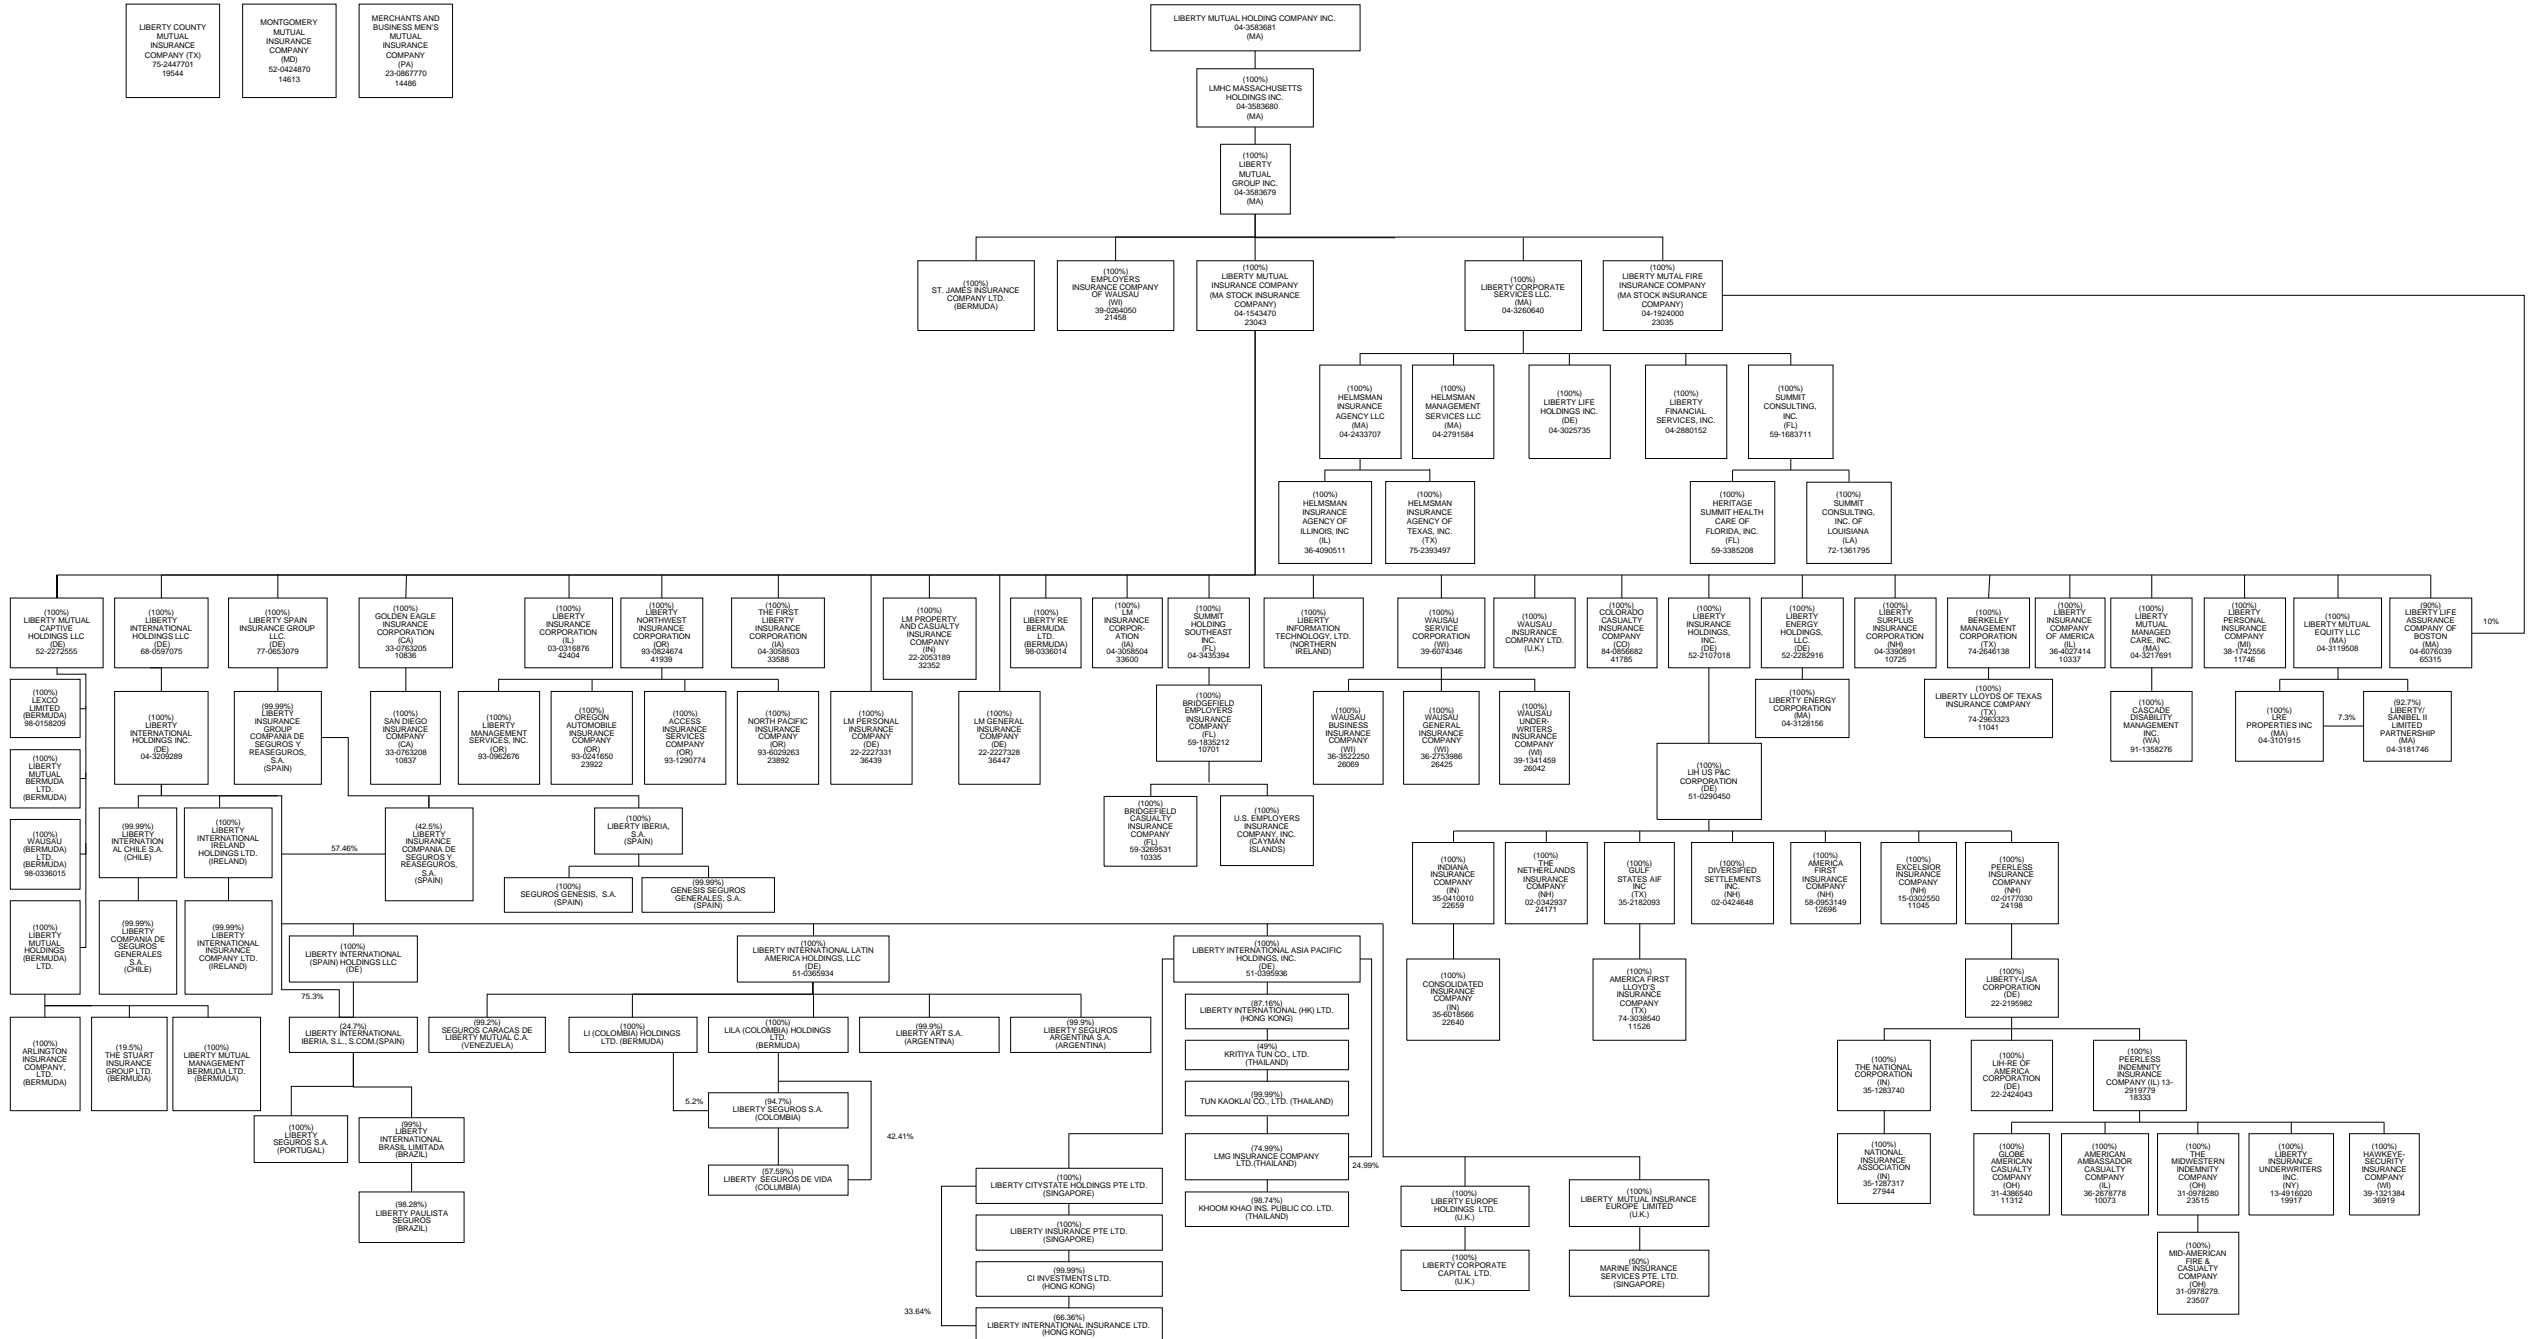 LIBERTY COUNTY
MUTUAL
INSURANCE
COMPANY (TX)
75-2447701
19544
MONTGOMERY
MUTUAL
INSURANCE
COMPANY
(MD)
52-0424870
14613
MERCHANTS AND
BUSINESS MEN'S
MUTUAL
INSURANCE
COMPANY
(PA)
23-0867770
14486
LIBERTY MUTUAL HOLDING COMPANY INC.
04-3583681
(MA)
(100%)
LMHC MASSACHUSETTS
HOLDINGS INC.
04-3583680
(MA)
(100%)
LIBERTY
MUTUAL
GROUP INC.
04-3583679
(MA)
(100%)
ST. JAMES INSURANCE
COMPANY LTD.
(BERMUDA)
(100%)
EMPLOYERS
INSURANCE COMPANY
OF WAUSAU
(WI)
39-0264050
21458
(100%)
LIBERTY MUTUAL
INSURANCE COMPANY
(MA STOCK INSURANCE
COMPANY)
04-1543470
23043
(100%)
LIBERTY CORPORATE
SERVICES LLC.
(MA)
04-3260640
(100%)
LIBERTY MUTAL FIRE
INSURANCE COMPANY
(MA STOCK INSURANCE
COMPANY)
04-1924000
23035
(100%)
HELMSMAN
INSURANCE
AGENCY LLC
(MA)
04-2433707
(100%)
HELMSMAN
MANAGEMENT
SERVICES LLC
(MA)
04-2791584
(100%)
LIBERTY LIFE
HOLDINGS INC.
(DE)
04-3025735
(100%)
LIBERTY
FINANCIAL
SERVICES, INC.
04-2880152
(100%)
SUMMIT
CONSULTING,
INC.
(FL)
59-1683711
(100%)
HELMSMAN
INSURANCE
AGENCY OF
ILLINOIS, INC
(IL)
36-4090511
(100%)
HELMSMAN
INSURANCE
AGENCY OF
TEXAS, INC.
(TX)
75-2393497
(100%)
HERITAGE
SUMMIT HEALTH
CARE OF
FLORIDA, INC.
(FL)
59-3385208
(100%)
SUMMIT
CONSULTING,
INC. OF
LOUISIANA
(LA)
72-1361795
(100%)
LIBERTY MUTUAL
CAPTIVE
HOLDINGS LLC
(DE)
52-2272555
(100%)
LIBERTY
INTERNATIONAL
HOLDINGS LLC
(DE)
68-0597075
(100%)
LIBERTY SPAIN
INSURANCE GROUP
LLC.
(DE)
77-0653079
(100%)
GOLDEN EAGLE
INSURANCE
CORPORATION
(CA)
33-0763205
10836
(100%)
LIBERTY
INSURANCE
CORPORATION
(IL)
03-0316876
42404
(100%)
LIBERTY
NORTHWEST
INSURANCE
CORPORATION
(OR)
93-0824674
41939
(100%)
THE FIRST
LIBERTY
INSURANCE
CORPORATION
(IA)
04-3058503
33588
(100%)
LM PROPERTY
AND CASUALTY
INSURANCE
COMPANY
(IN)
22-2053189
32352
(100%)
LIBERTY RE
BERMUDA
LTD.
(BERMUDA)
98-0336014
(100%)
LM
INSURANCE
CORPOR-
ATION
(IA)
04-3058504
33600
(100%)
SUMMIT
HOLDING
SOUTHEAST
INC.
(FL)
04-3435394
(100%)
LIBERTY
INFORMATION
TECHNOLOGY, LTD.
(NORTHERN
IRELAND)
(100%)
WAUSAU
SERVICE
CORPORATION
(WI)
39-6074346
(100%)
WAUSAU
INSURANCE
COMPANY LTD.
(U.K.)
(100%)
COLORADO
CASUALTY
INSURANCE
COMPANY
(CO)
84-0856682
41785
(100%)
LIBERTY
INSURANCE
HOLDINGS,
INC.
(DE)
52-2107018
(100%)
LIBERTY
ENERGY
HOLDINGS,
LLC.
(DE)
52-2282916
(100%)
LIBERTY
SURPLUS
INSURANCE
CORPORATION
(NH)
04-3390891
10725
(100%)
BERKELEY
MANAGEMENT
CORPORATION
(TX)
74-2646138
(100%)
LIBERTY
INSURANCE
COMPANY
OF AMERICA
(IL)
36-4027414
10337
(100%)
LIBERTY
MUTUAL
MANAGED
CARE, INC.
(MA)
04-3217691
(100%)
LIBERTY
PERSONAL
INSURANCE
COMPANY
(MI)
38-1742556
11746
(100%)
LIBERTY MUTUAL
EQUITY LLC
(MA)
04-3119508
(90%)
LIBERTY LIFE
ASSURANCE
COMPANY OF
BOSTON
(MA)
04-6076039
65315
10%
(100%)
LEXCO
LIMITED
(BERMUDA)
98-0158209
(100%)
LIBERTY
INTERNATIONAL
HOLDINGS INC.
(DE)
04-3209289
(99.99%)
LIBERTY
INSURANCE
GROUP
COMPANIA DE
SEGUROS Y
REASEGUROS,
S.A.
(SPAIN)
(100%)
SAN DIEGO
INSURANCE
COMPANY
(CA)
33-0763208
10837
(100%)
LIBERTY
MANAGEMENT
SERVICES, INC.
(OR)
93-0962676
(100%)
OREGON
AUTOMOBILE
INSURANCE
COMPANY
(OR)
93-0241650
23922
(100%)
ACCESS
INSURANCE
SERVICES
COMPANY
(OR)
93-1290774
(100%)
NORTH PACIFIC
INSURANCE
COMPANY
(OR)
93-6029263
23892
(100%)
LM PERSONAL
INSURANCE
COMPANY
(DE)
22-2227331
36439
(100%)
LM GENERAL
INSURANCE
COMPANY
(DE)
22-2227328
36447
(100%)
BRIDGEFIELD
EMPLOYERS
INSURANCE
COMPANY
(FL)
59-1835212
10701
(100%)
WAUSAU
BUSINESS
INSURANCE
COMPANY
(WI)
36-3522250
26069
(100%)
WAUSAU
GENERAL
INSURANCE
COMPANY
(WI)
36-2753986
26425
(100%)
WAUSAU
UNDER-
WRITERS
INSURANCE
COMPANY
(WI)
39-1341459
26042
(100%)
LIBERTY ENERGY
CORPORATION
(MA)
04-3128156
(100%)
LIBERTY LLOYDS OF TEXAS
INSURANCE C0MPANY
(TX)
74-2963323
11041
(100%)
CASCADE
DISABILITY
MANAGEMENT
INC.
(WA)
91-1358276
(100%)
LRE
PROPERTIES INC
(MA)
04-3101915
7.3%
(92.7%)
LIBERTY/
SANIBEL II
LIMITED
PARTNERSHIP
(MA)
04-3181746
(100%)
LIBERTY
MUTUAL
BERMUDA
LTD.
(BERMUDA)
(100%)
LIH US P&C
CORPORATION
(DE)
51-0290450
(100%)
WAUSAU
(BERMUDA)
LTD.
(BERMUDA)
98-0336015
(99.99%)
LIBERTY
INTERNATION
AL CHILE S.A.
(CHILE)
(100%)
LIBERTY
INTERNATIONAL
IRELAND
HOLDINGS LTD.
(IRELAND)
57.46%
(42.5%)
LIBERTY
INSURANCE
COMPANIA DE
SEGUROS Y
REASEGUROS,
S.A.
(SPAIN)
(100%)
LIBERTY IBERIA,
S.A.
(SPAIN)
(100%)
BRIDGEFIELD
CASUALTY
INSURANCE
COMPANY
(FL)
59-3269531
10335
(100%)
U.S. EMPLOYERS
INSURANCE
COMPANY, INC.
(CAYMAN
ISLANDS)
(100%)
SEGUROS GENESIS, S.A.
(SPAIN)
(99.99%)
GENESIS SEGUROS
GENERALES, S.A.
(SPAIN)
(100%)
INDIANA
INSURANCE
COMPANY
(IN)
35-0410010
22659
(100%)
THE
NETHERLANDS
INSURANCE
COMPANY
(NH)
02-0342937
24171
(100%)
GULF
STATES AIF
INC
(TX)
35-2182093
(100%)
DIVERSIFIED
SETTLEMENTS
INC.
(NH)
02-0424648
(100%)
AMERICA
FIRST
INSURANCE
COMPANY
(NH)
58-0953149
12696
(100%)
EXCELSIOR
INSURANCE
COMPANY
(NH)
15-0302550
11045
(100%)
PEERLESS
INSURANCE
COMPANY
(NH)
02-0177030
24198
(100%)
LIBERTY
MUTUAL
HOLDINGS
(BERMUDA)
LTD.
(99.99%)
LIBERTY
COMPANIA DE
SEGUROS
GENERALES
S.A..
(CHILE)
(99.99%)
LIBERTY
INTERNATIONAL
INSURANCE
COMPANY LTD.
(IRELAND)
(100%)
LIBERTY INTERNATIONAL
(SPAIN) HOLDINGS LLC
(DE)
(100%)
LIBERTY INTERNATIONAL LATIN
AMERICA HOLDINGS, LLC
(DE)
51-0365934
(100%)
LIBERTY INTERNATIONAL ASIA PACIFIC
HOLDINGS, INC.
(DE)
51-0395936
(100%)
CONSOLIDATED
INSURANCE
COMPANY
(IN)
35-6018566
22640
(100%)
AMERICA FIRST
LLOYD'S
INSURANCE
COMPANY
(TX)
74-3038540
11526
(100%)
LIBERTY-USA
CORPORATION
(DE)
22-2195982
75.3%
(100%)
ARLINGTON
INSURANCE
COMPANY,
LTD.
(BERMUDA)
(19.5%)
THE STUART
INSURANCE
GROUP LTD.
(BERMUDA)
(100%)
LIBERTY MUTUAL
MANAGEMENT
BERMUDA LTD.
(BERMUDA)
(24.7%)
LIBERTY INTERNATIONAL
IBERIA, S.L., S.COM.(SPAIN)
(99.2%)
SEGUROS CARACAS DE
LIBERTY MUTUAL C.A.
(VENEZUELA)
(100%)
LI (COLOMBIA) HOLDINGS
LTD. (BERMUDA)
(100%)
LILA (COLOMBIA) HOLDINGS
LTD.
(BERMUDA)
(99.9%)
LIBERTY ART S.A.
(ARGENTINA)
(99.9%)
LIBERTY SEGUROS
ARGENTINA S.A.
(ARGENTINA)
(87.16%)
LIBERTY INTERNATIONAL (HK) LTD.
(HONG KONG)
(49%)
KRITIYA TUN CO., LTD.
(THAILAND)
(99.99%)
TUN KAOKLAI CO., LTD. (THAILAND)
(74.99%)
LMG INSURANCE COMPANY
LTD.(THAILAND)
24.99%
(98.74%)
KHOOM KHAO INS. PUBLIC CO. LTD.
(THAILAND)
(100%)
THE NATIONAL
CORPORATION
(IN)
35-1283740
(100%)
LIH-RE OF
AMERICA
CORPORATION
(DE)
22-2424043
(100%)
PEERLESS
INDEMNITY
INSURANCE
COMPANY (IL) 13-
2919779
18333
5.2%
(94.7%)
LIBERTY SEGUROS S.A.
(COLOMBIA)
42.41%
(57.59%)
LIBERTY SEGUROS DE VIDA
(COLUMBIA)
(100%)
LIBERTY
SEGUROS S.A.
(PORTUGAL)
(99%)
LIBERTY
INTERNATIONAL
BRASIL LIMITADA
(BRAZIL)
(98.28%)
LIBERTY PAULISTA
SEGUROS
(BRAZIL)
(100%)
LIBERTY CITYSTATE HOLDINGS PTE LTD.
(SINGAPORE)
(100%)
LIBERTY INSURANCE PTE LTD.
(SINGAPORE)
(99.99%)
CI INVESTMENTS LTD.
(HONG KONG)
33.64%
(66.36%)
LIBERTY INTERNATIONAL INSURANCE LTD.
(HONG KONG)
(100%)
LIBERTY EUROPE
HOLDINGS LTD.
(U.K.)
(100%)
LIBERTY MUTUAL INSURANCE
EUROPE LIMITED
(U.K.)
(100%)
LIBERTY CORPORATE
CAPITAL LTD.
(U.K.)
(50%)
MARINE INSURANCE
SERVICES PTE. LTD.
(SINGAPORE)
(100%)
NATIONAL
INSURANCE
ASSOCIATION
(IN)
35-1287317
27944
(100%)
GLOBE
AMERICAN
CASUALTY
COMPANY
(OH)
31-4386540
11312
(100%)
AMERICAN
AMBASSADOR
CASUALTY
COMPANY
(IL)
36-2678778
10073
(100%)
THE
MIDWESTERN
INDEMNITY
COMPANY
(OH)
31-0978280
23515
(100%)
LIBERTY
INSURANCE
UNDERWRITERS
INC.
(NY)
13-4916020
19917
(100%)
HAWKEYE-
SECURITY
INSURANCE
COMPANY
(WI)
39-1321384
36919
(100%)
MID-AMERICAN
FIRE &
CASUALTY
COMPANY
(OH)
31-0978279.
23507